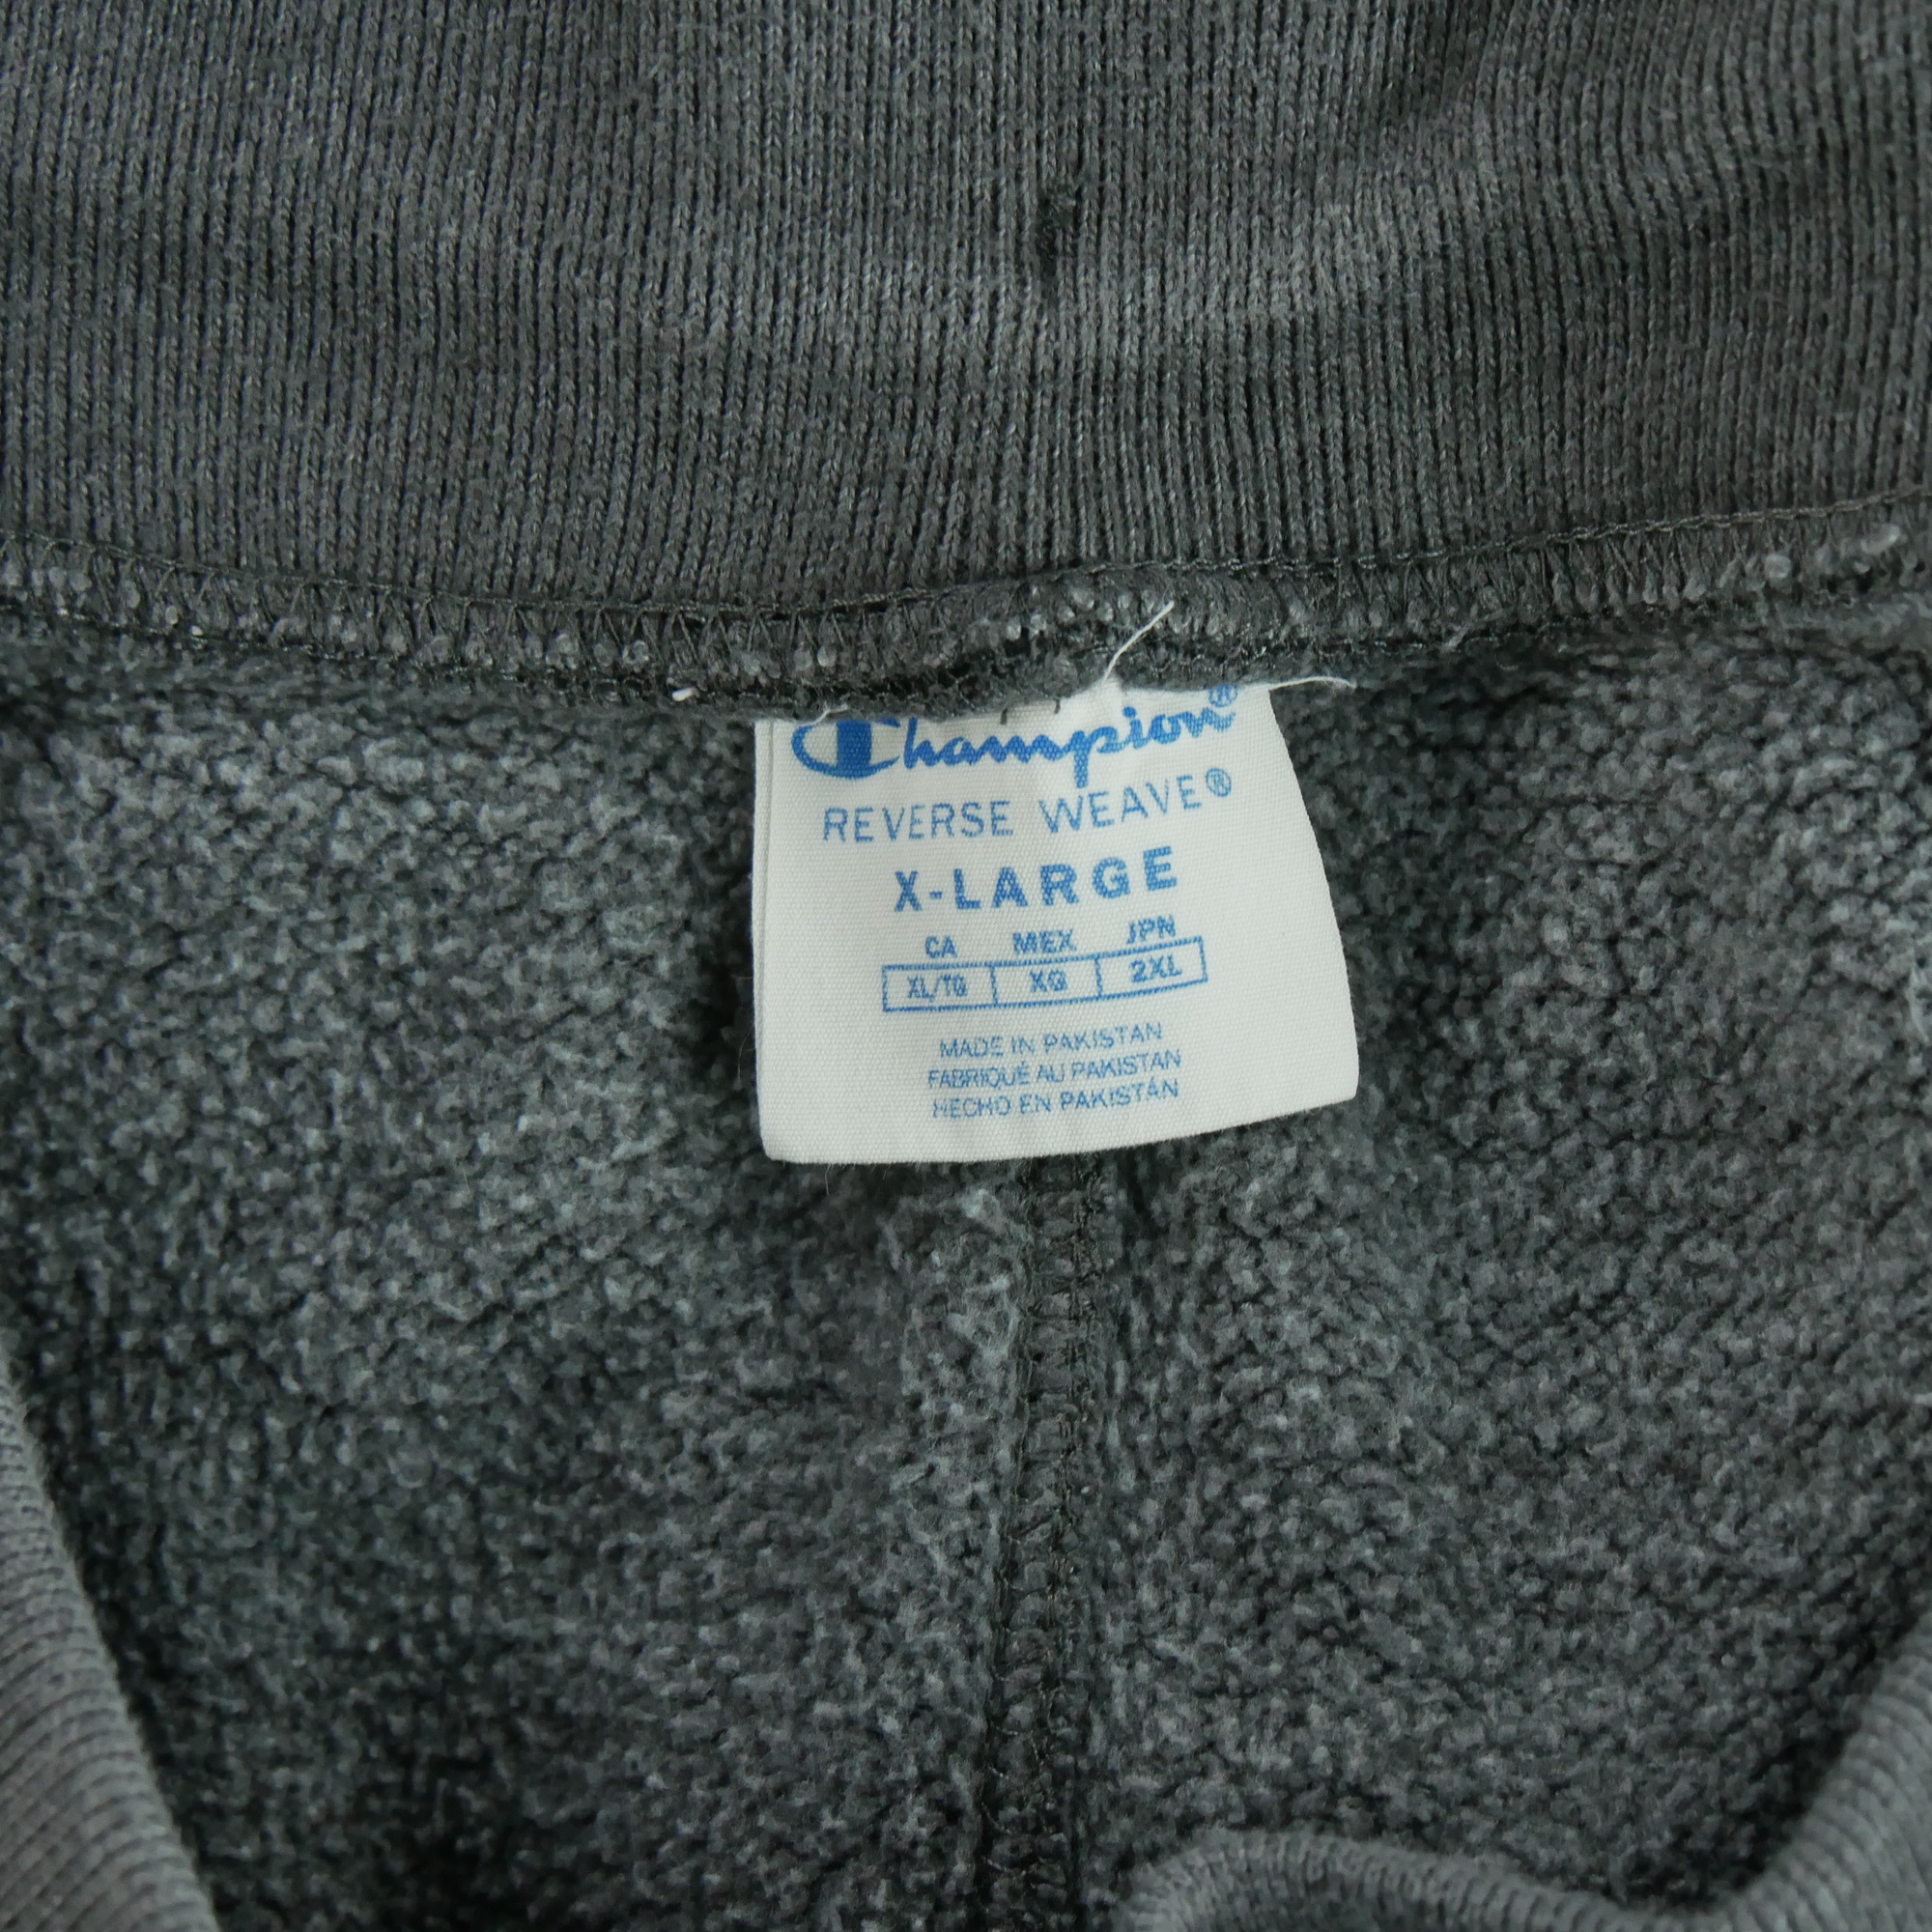 Champion®
REVERSE WEAVE®
X-LARGE
CA MEX JPN
XL/TG XG 2XL
MADE IN PAKISTAN
FABRIQUÉ AU PAKISTAN
HECHO EN PAKISTÁN